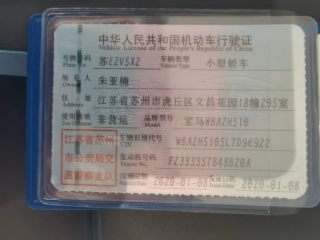 中华人民共和国机动车行驶证
Vehicle License of the People's Republic of China
号牌号码 苏E2V5X2 车辆类型 小型轿车
Plate No. Vehicle Type
所有人 朱亚楠
Owner
住址 江苏省苏州市虎丘区文昌花园18幢205室
Address
使用性质 非营运 品牌型号 宝马WBAZH510
Use Character Model
江苏省苏州市公安局交通警察支队
车辆识别代号 WBAZH5105L7D96922
VIN
发动机号码
Engine No.
注册日期 2020-01-08 发证日期 2020-01-08
Register Date Issue Date